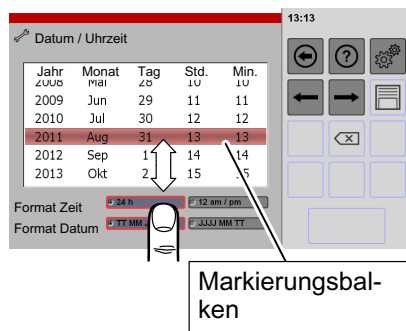 13:13
Datum / Uhrzeit
Jahr Monat Tag Std. Min.
2008 Mai 28 10 10
2009 Jun 29 11 11
2010 Jul 30 12 12
2011 Aug 31 13 13
2012 Sep 1 14 14
2013 Okt 2 15 15
Format Zeit 24 h 12 am / pm
Format Datum TT MM JJJJ MM TT
Markierungsbal-
ken